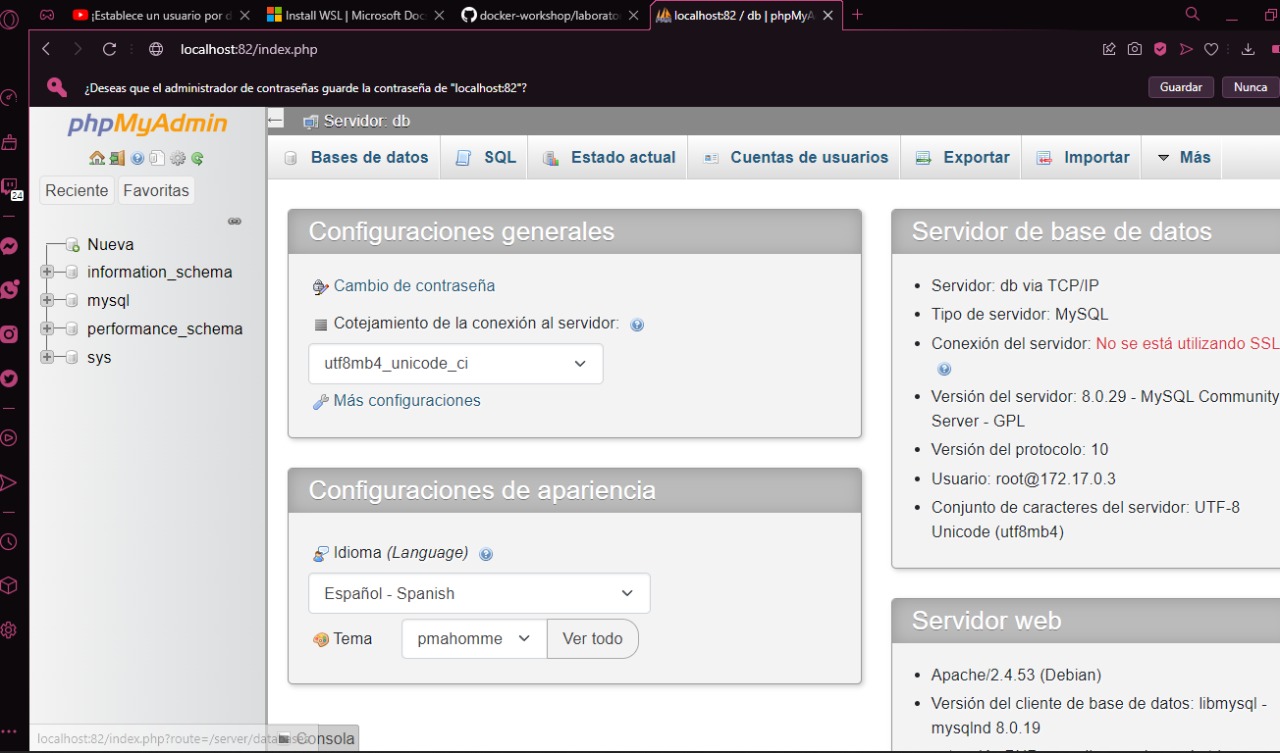 ¡Establece un usuario por d
Install WSL | Microsoft Doc
docker-workshop/laborato
localhost:82 / db | phpMyA
localhost:82/index.php
¿Deseas que el administrador de contraseñas guarde la contraseña de "localhost:82"?
Guardar
Nunca
24
phpMyAdmin
Reciente
Favoritas
Nueva
information_schema
mysql
performance_schema
sys
Servidor: db
Bases de datos
SQL
Estado actual
Cuentas de usuarios
Exportar
Importar
Más
Configuraciones generales
Cambio de contraseña
Cotejamiento de la conexión al servidor:
utf8mb4_unicode_ci
Más configuraciones
Configuraciones de apariencia
Idioma (Language)
Español - Spanish
Tema
pmahomme
Ver todo
Servidor de base de datos
Servidor: db via TCP/IP
Tipo de servidor: MySQL
Conexión del servidor: No se está utilizando SSL
Versión del servidor: 8.0.29 - MySQL Community
Server - GPL
Versión del protocolo: 10
Usuario: root@172.17.0.3
Conjunto de caracteres del servidor: UTF-8
Unicode (utf8mb4)
Servidor web
Apache/2.4.53 (Debian)
Versión del cliente de base de datos: libmysql -
mysqlnd 8.0.19
localhost:82/index.php?route=/server/data
Consola